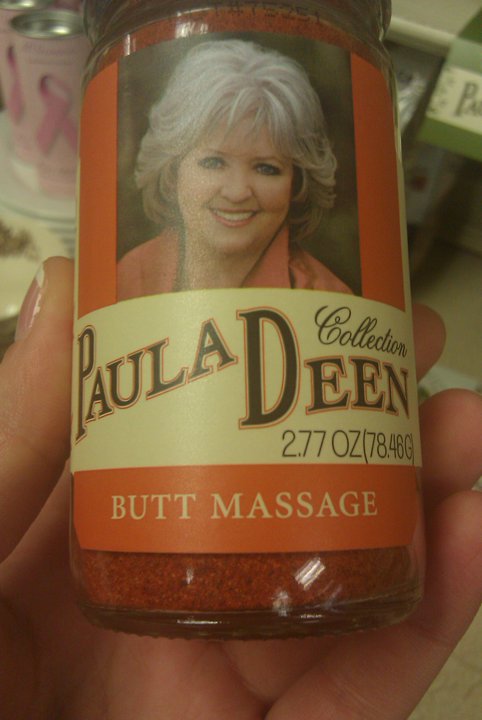 Collection
PAULA DEEN
2.77 OZ(78.46G)
BUTT MASSAGE